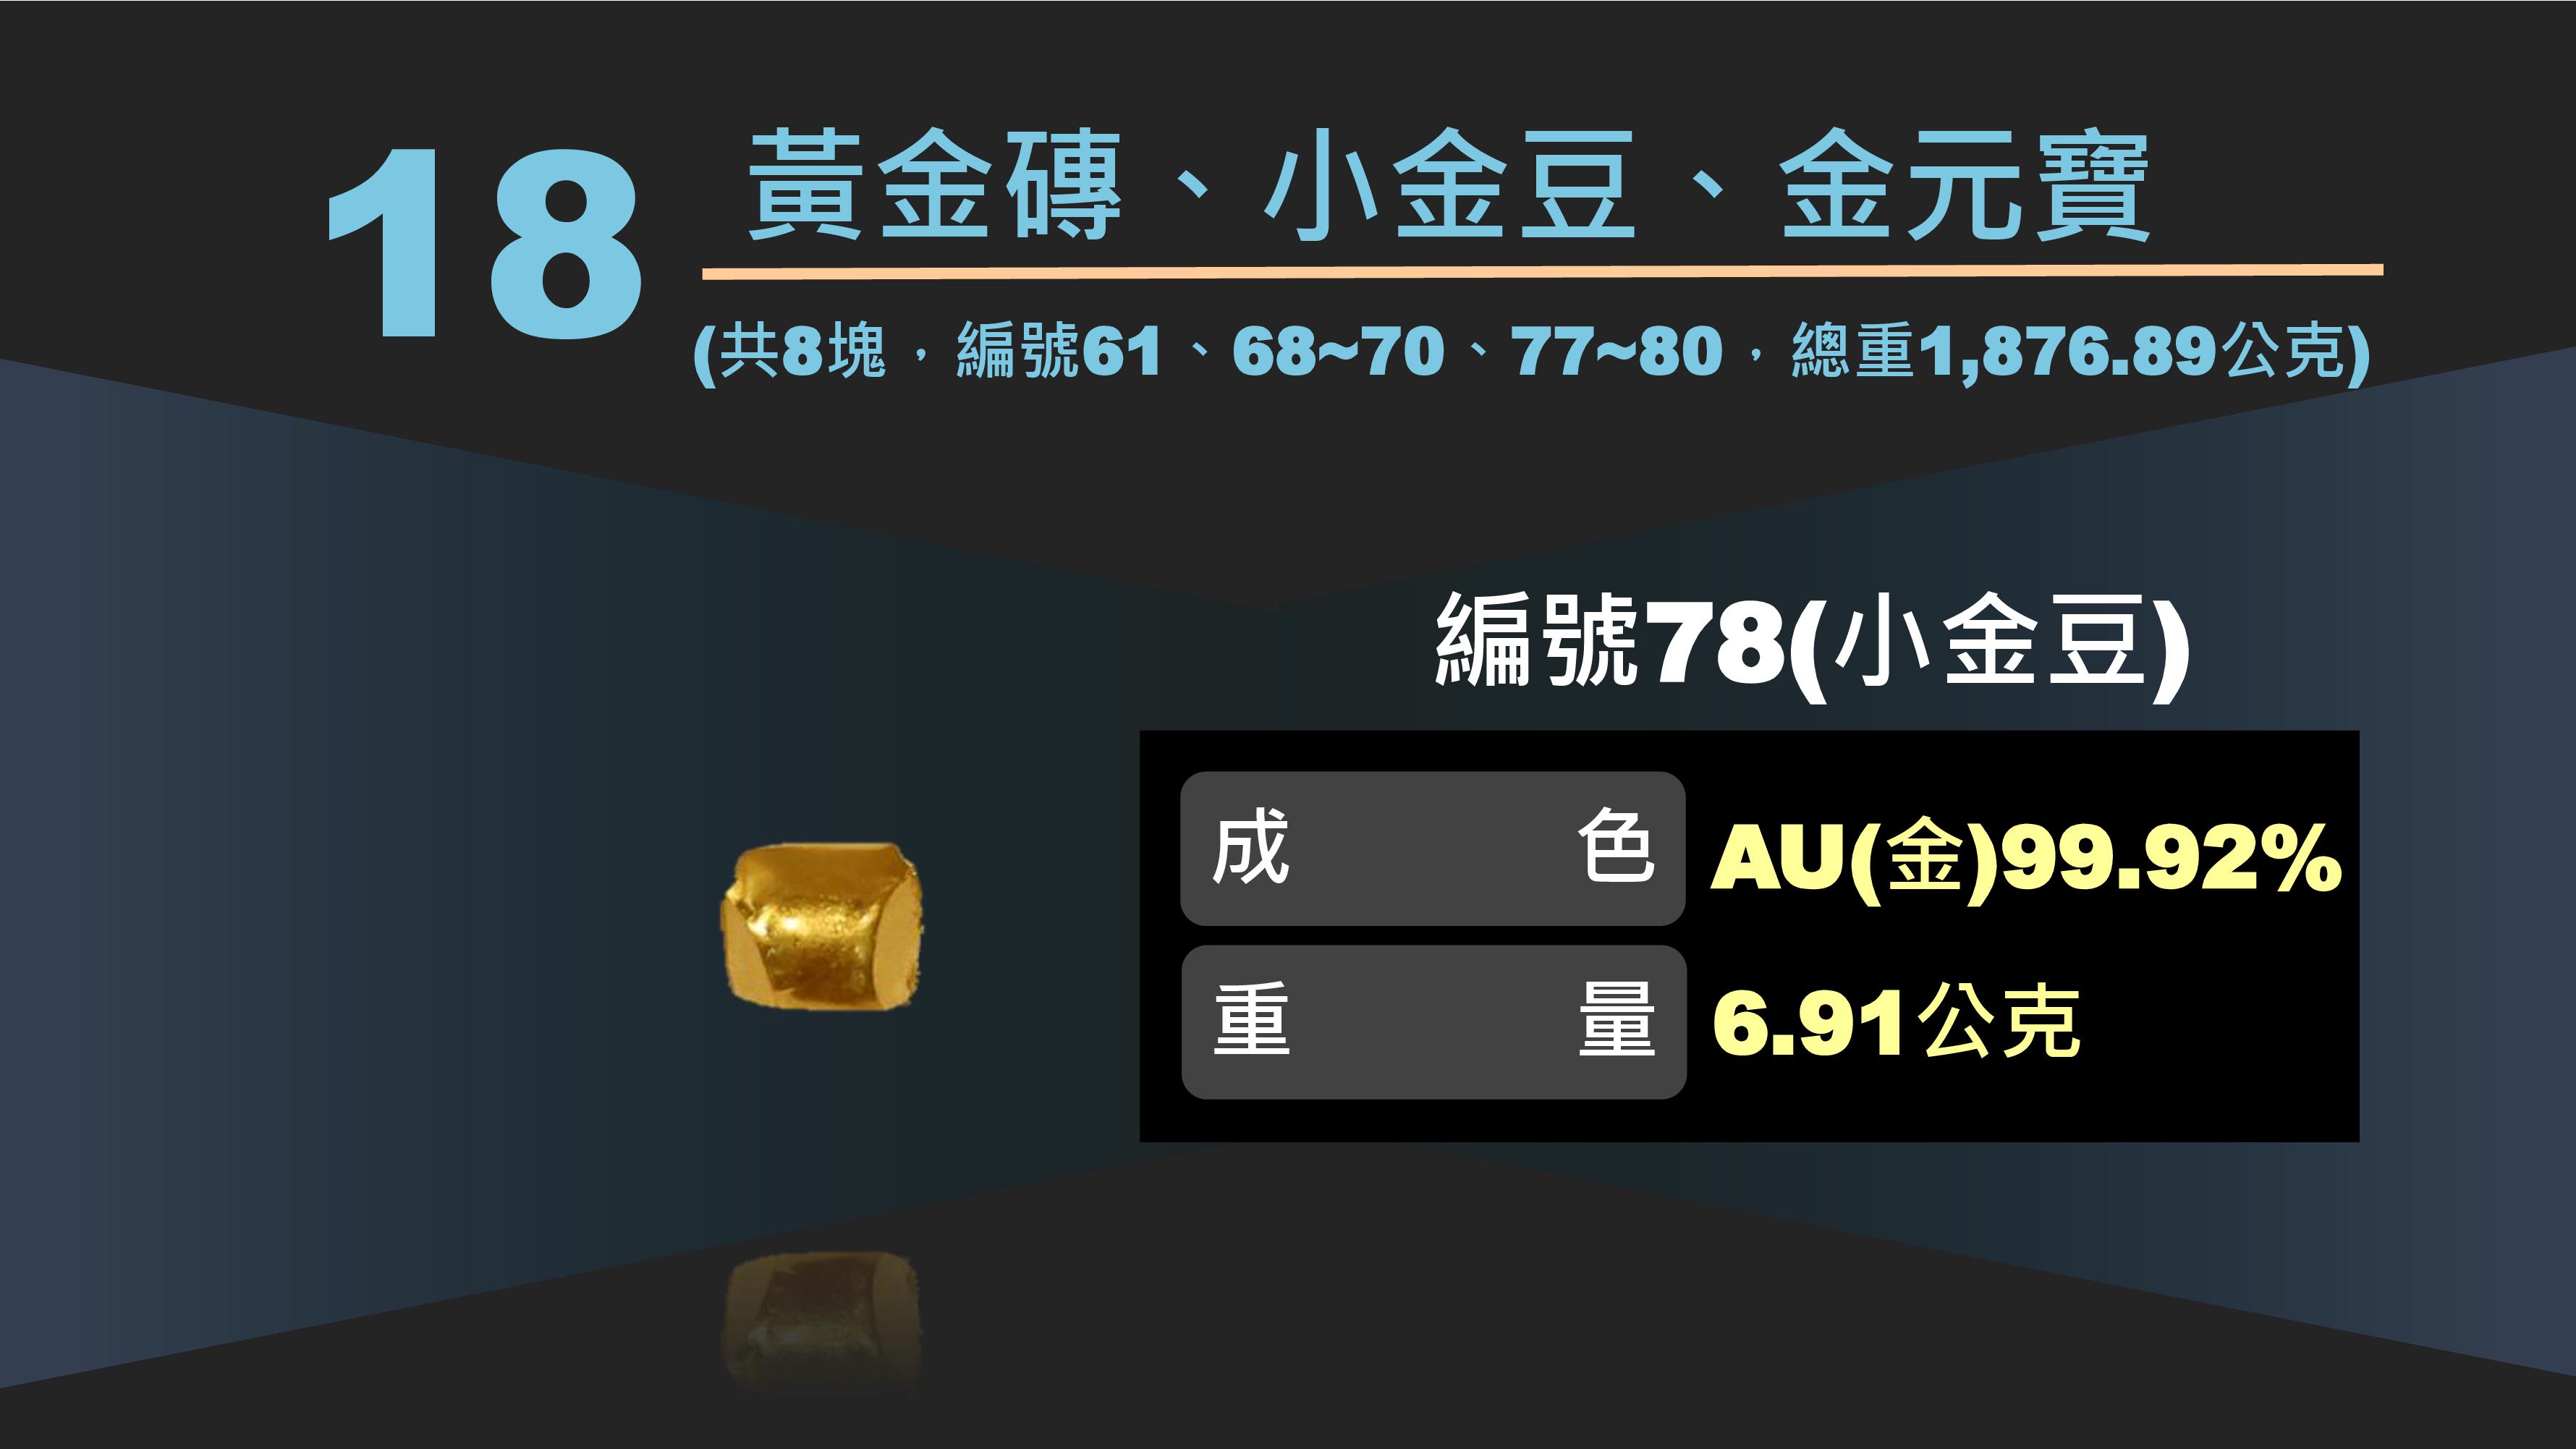 18
黃金磚、小金豆、金元寶
(共8塊，編號61、68~70、77~80，總重1,876.89公克)
編號78(小金豆)
成色 AU(金)99.92%
重量 6.91公克